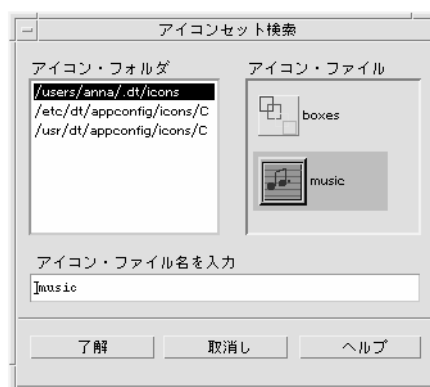 アイコンセット検索
アイコン・フォルダ
/users/anna/.dt/icons
/etc/dt/appconfig/icons/C
/usr/dt/appconfig/icons/C
アイコン・ファイル
boxes
music
アイコン・ファイル名を入力
music
了解
取消し
ヘルプ